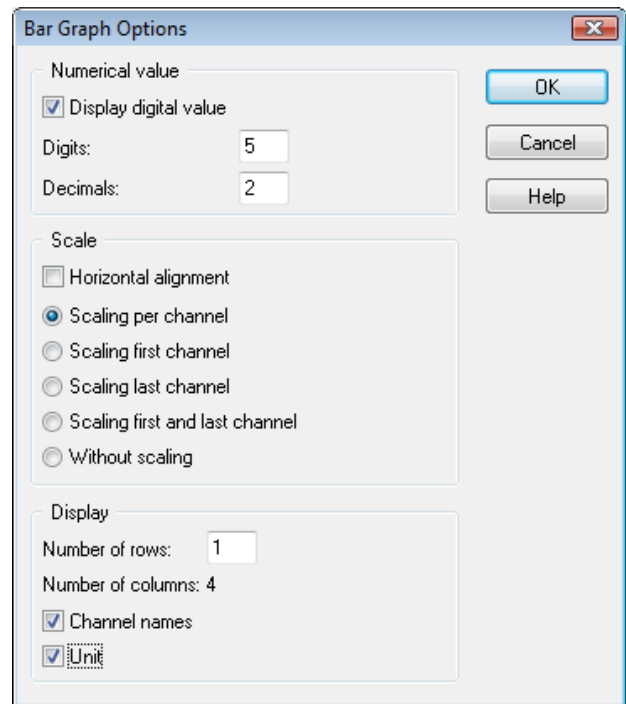 Bar Graph Options
Numerical value
Display digital value
Digits: 5
Decimals: 2
OK
Cancel
Help
Scale
Horizontal alignment
Scaling per channel
Scaling first channel
Scaling last channel
Scaling first and last channel
Without scaling
Display
Number of rows: 1
Number of columns: 4
Channel names
Unit